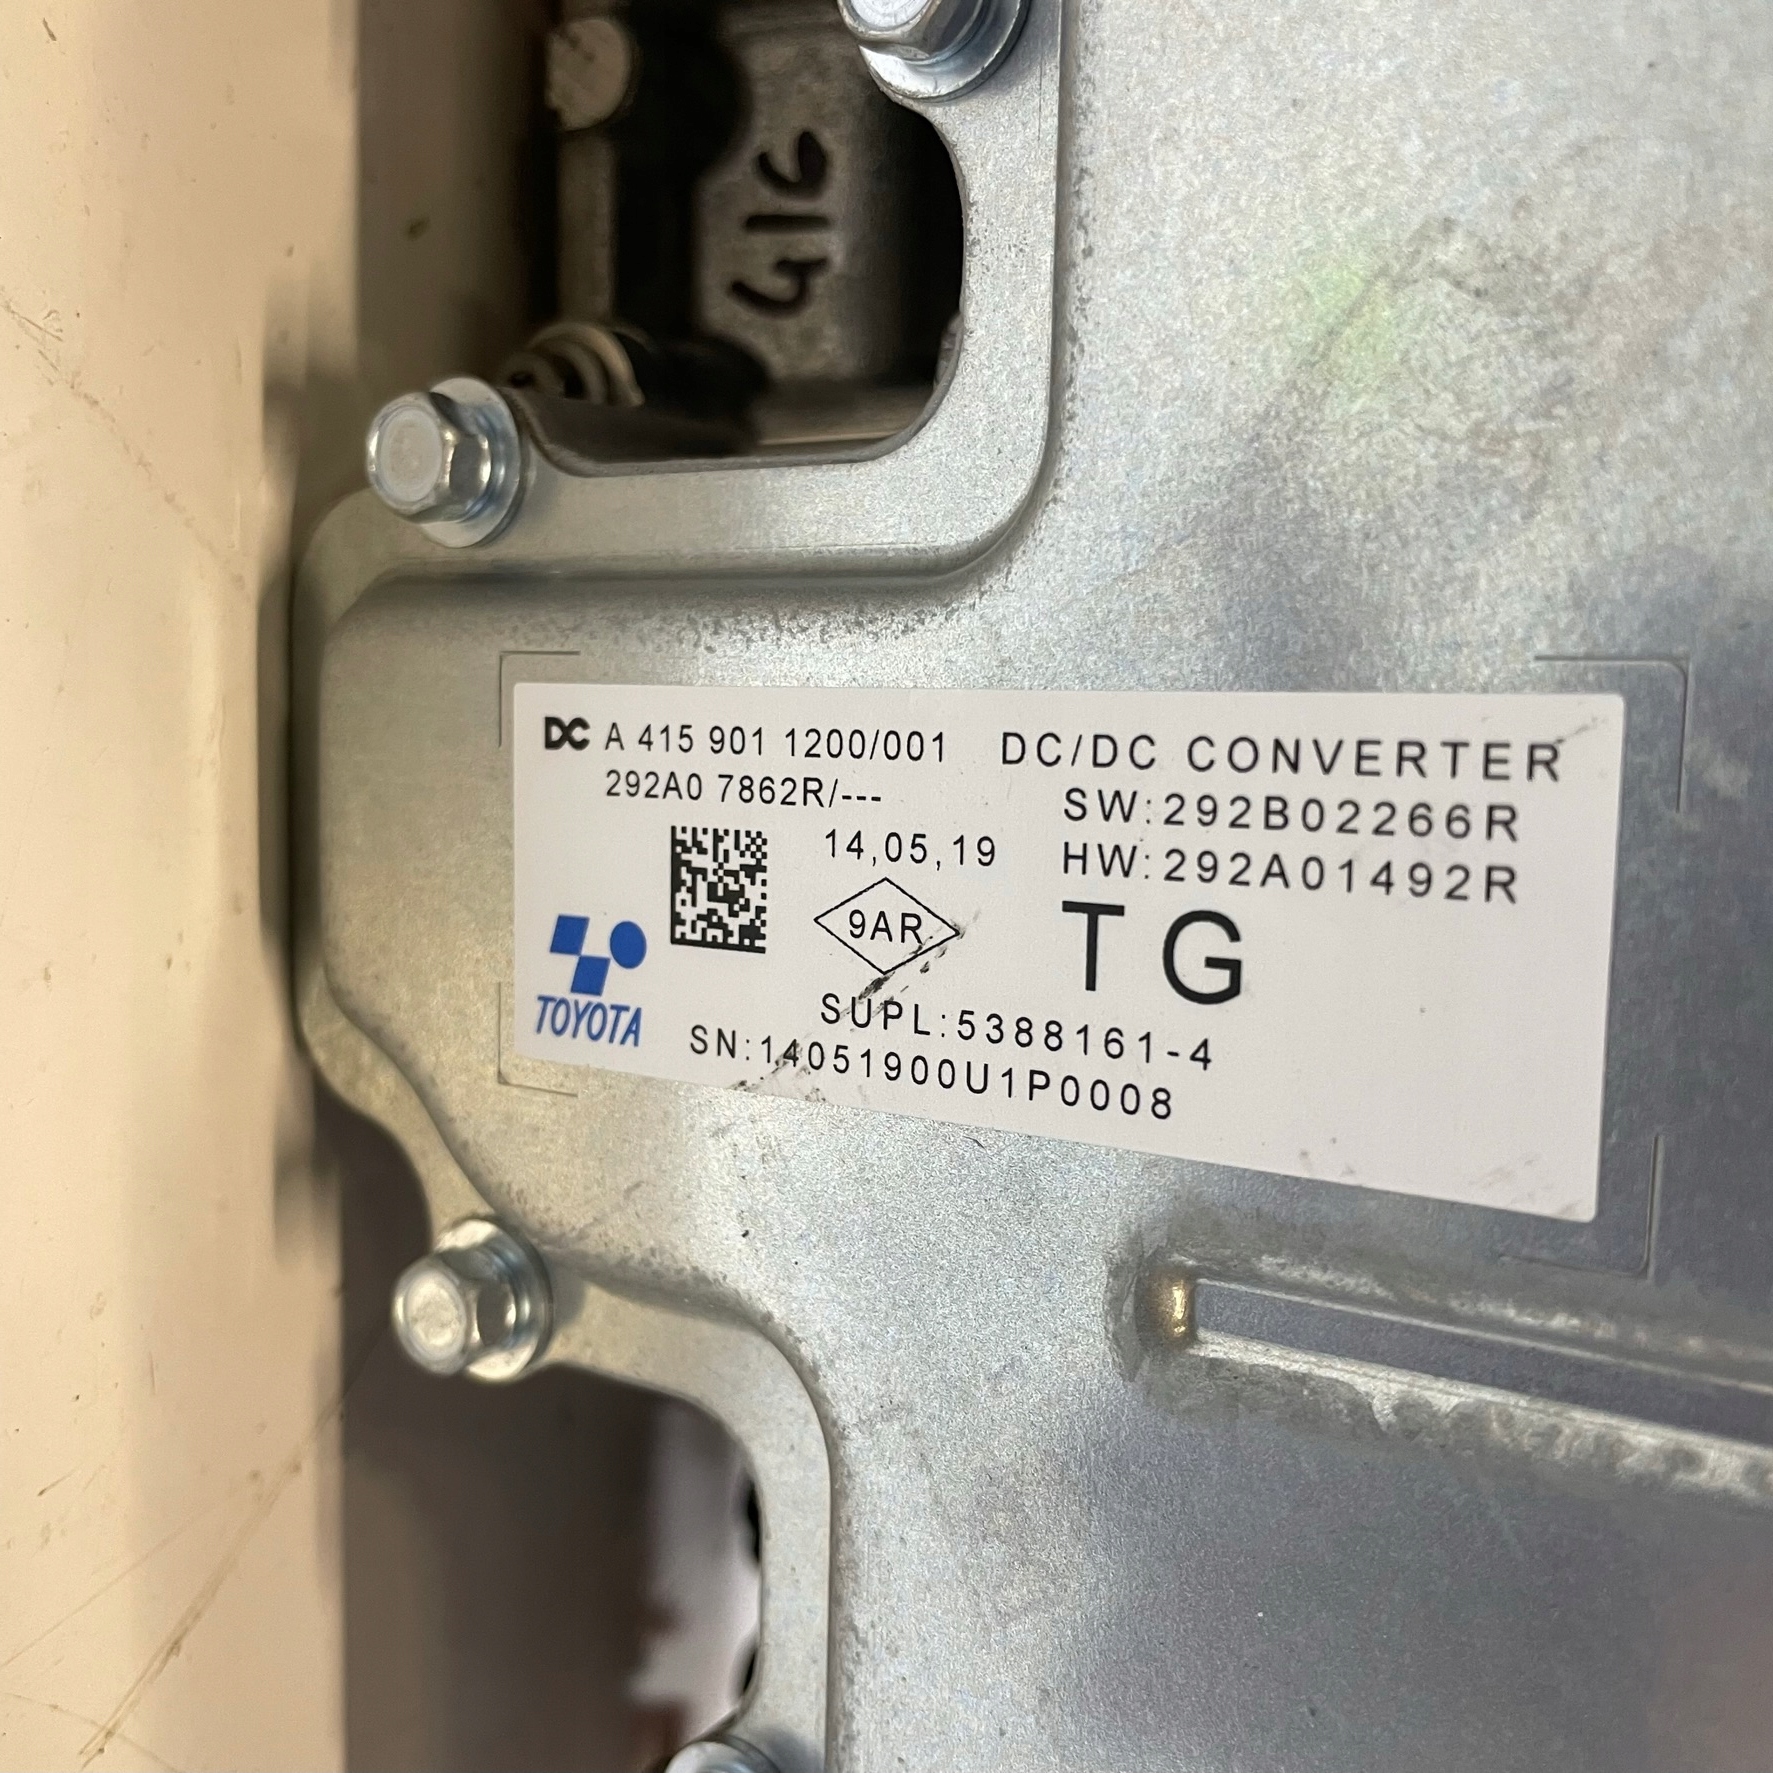 416
DC A 415 901 1200/001 DC/DC CONVERTER
292A0 7862R/---
SW:292B02266R
14,05,19
HW:292A01492R
9AR
TG
TOYOTA
SUPL:5388161-4
SN:14051900U1P0008